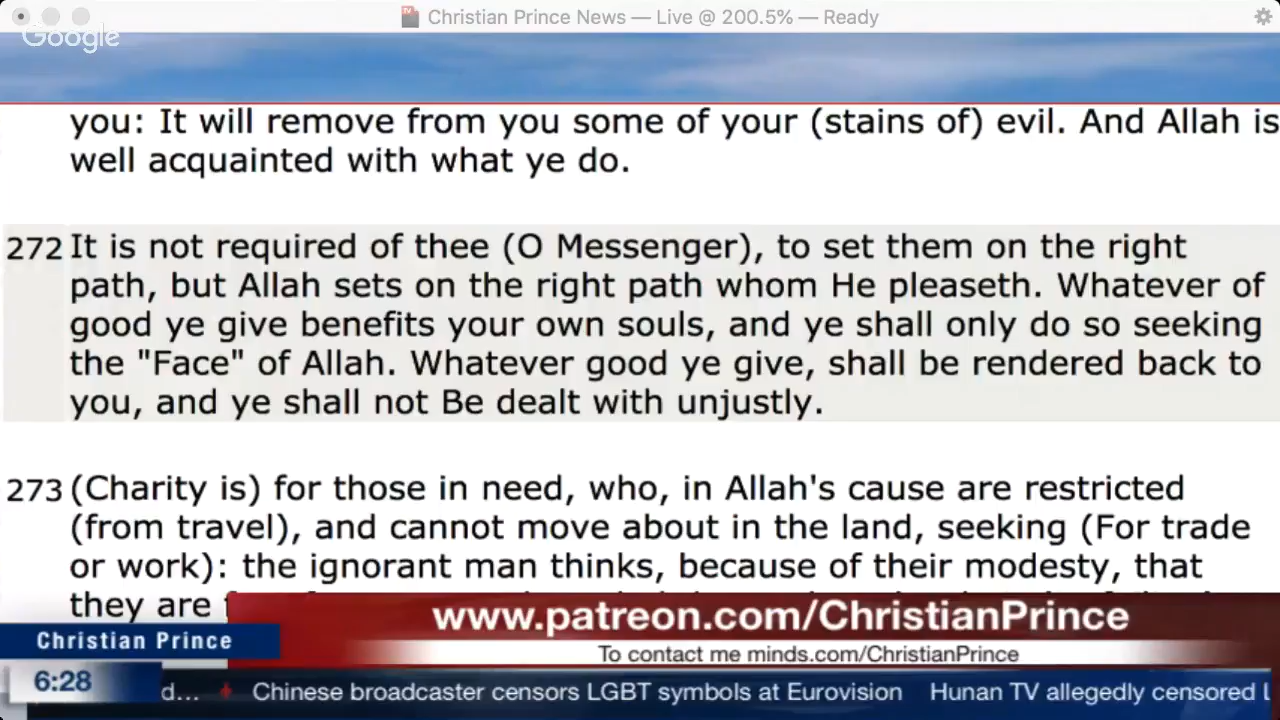 Christian Prince News — Live @ 200.5% — Ready
Google
you: It will remove from you some of your (stains of) evil. And Allah is
well acquainted with what ye do.
272 It is not required of thee (O Messenger), to set them on the right
path, but Allah sets on the right path whom He pleaseth. Whatever of
good ye give benefits your own souls, and ye shall only do so seeking
the "Face" of Allah. Whatever good ye give, shall be rendered back to
you, and ye shall not Be dealt with unjustly.
273 (Charity is) for those in need, who, in Allah's cause are restricted
(from travel), and cannot move about in the land, seeking (For trade
or work): the ignorant man thinks, because of their modesty, that
they are
www.patreon.com/ChristianPrince
Christian Prince
To contact me minds.com/ChristianPrince
6:28
d... Chinese broadcaster censors LGBT symbols at Eurovision Hunan TV allegedly censored L